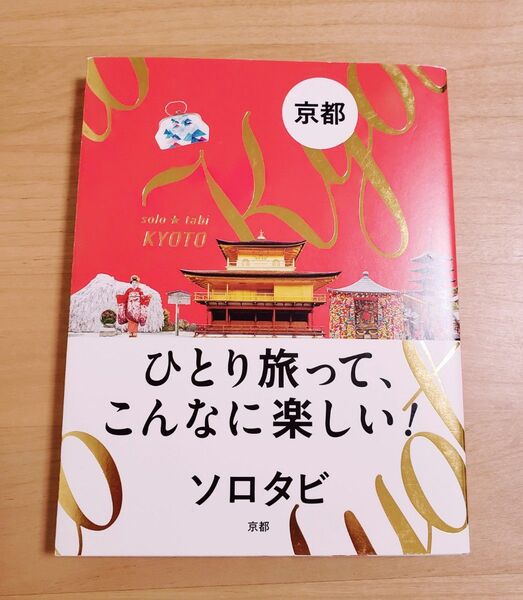 京都
Kyo
solo ★ tabi
KYOTO
ひとり旅って、
こんなに楽しい!
ソロタビ
京都